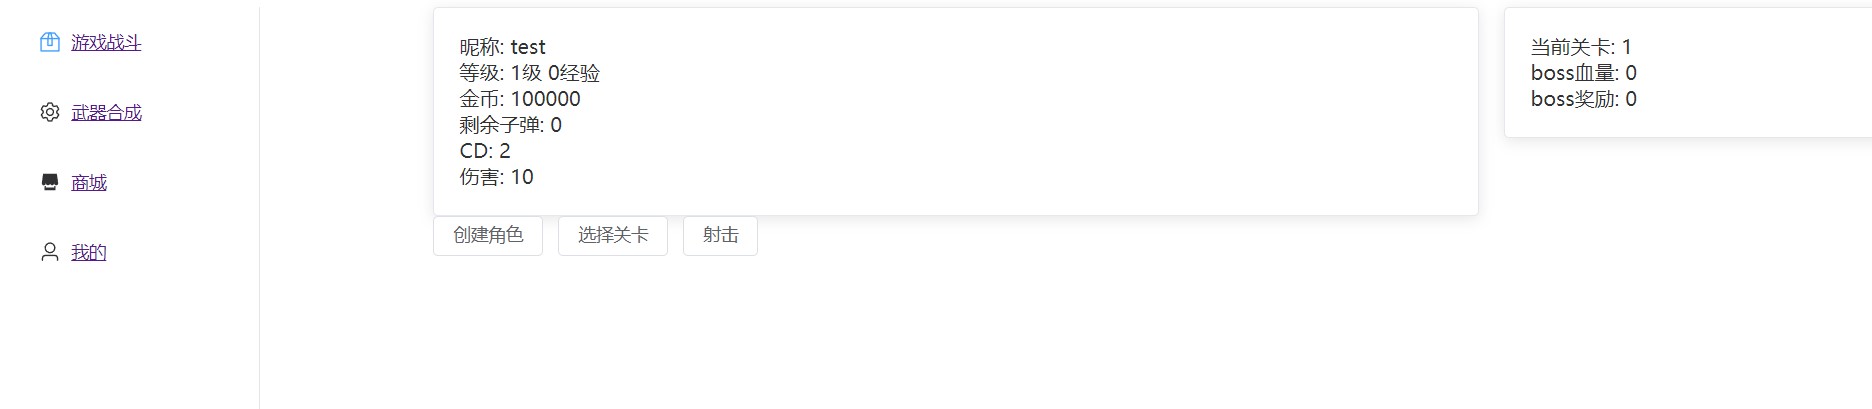 游戏战斗
武器合成
商城
我的
昵称: test
等级: 1级 0经验
金币: 100000
剩余子弹: 0
CD: 2
伤害: 10
创建角色
选择关卡
射击
当前关卡: 1
boss血量: 0
boss奖励: 0